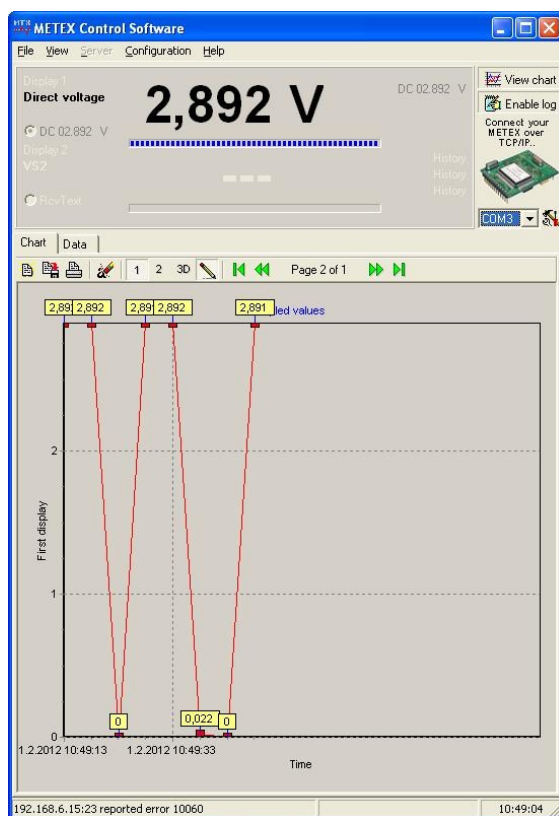 METEX Control Software
File View Server Configuration Help
Display 1
Direct voltage
2,892 V
DC 02.892 V
DC 02.892 V
Display 2
VS2
---
History
History
History
RcvText
View chart
Enable log
Connect your
METEX over
TCP/IP..
COM3
Chart Data
1 2 3D Page 2 of 1
2,892 2,892 2,891
led values
2
First display
1
0 0,022 0
0
1.2.2012 10:49:13 1.2.2012 10:49:33
Time
192.168.6.15:23 reported error 10060 10:49:04